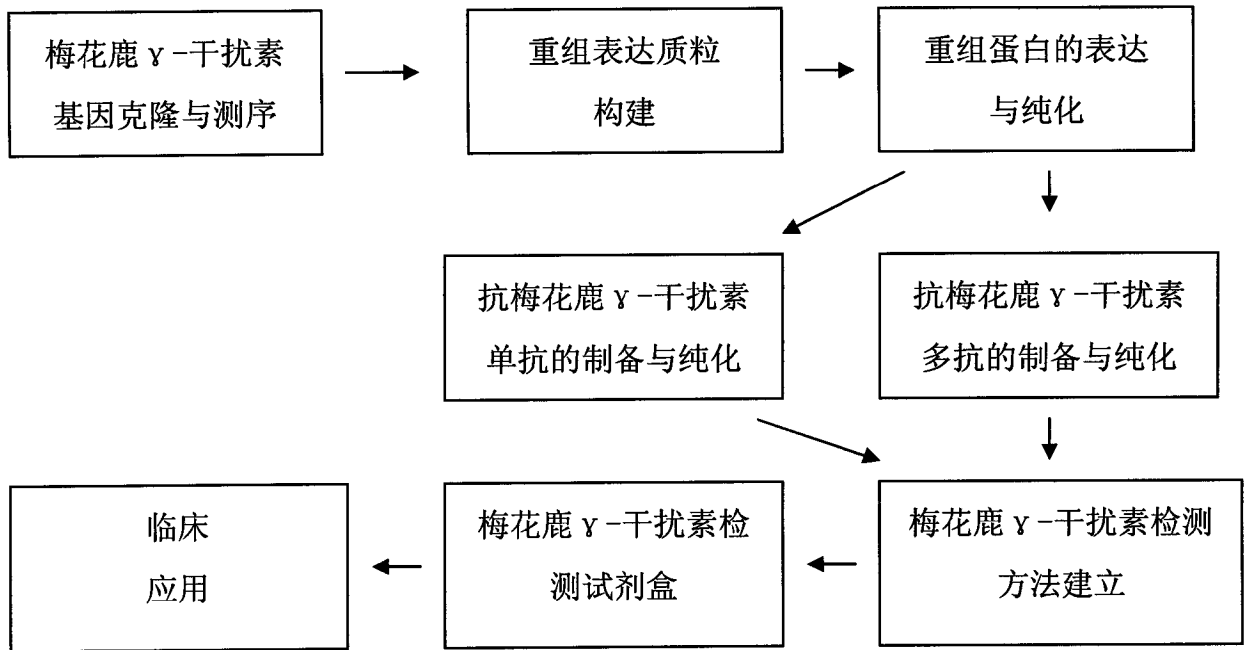 梅花鹿γ-干扰素
基因克隆与测序
重组表达质粒
构建
重组蛋白的表达
与纯化
抗梅花鹿γ-干扰素
单抗的制备与纯化
抗梅花鹿γ-干扰素
多抗的制备与纯化
临床
应用
梅花鹿γ-干扰素检
测试剂盒
梅花鹿γ-干扰素检测
方法建立